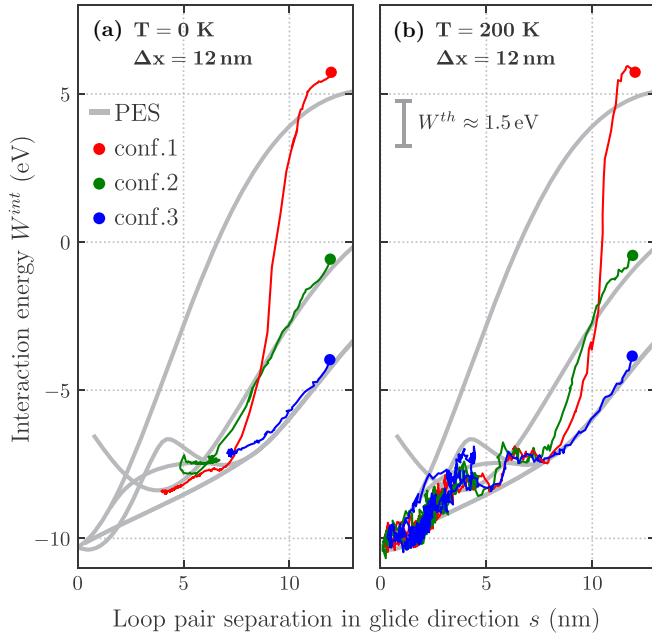 (a) T = 0 K
Δx = 12 nm
PES
conf.1
conf.2
conf.3
(b) T = 200 K
Δx = 12 nm
W^{th} ≈ 1.5 eV
Interaction energy W^{int} (eV)
5
0
−5
−10
0 5 10
0 5 10
Loop pair separation in glide direction s (nm)